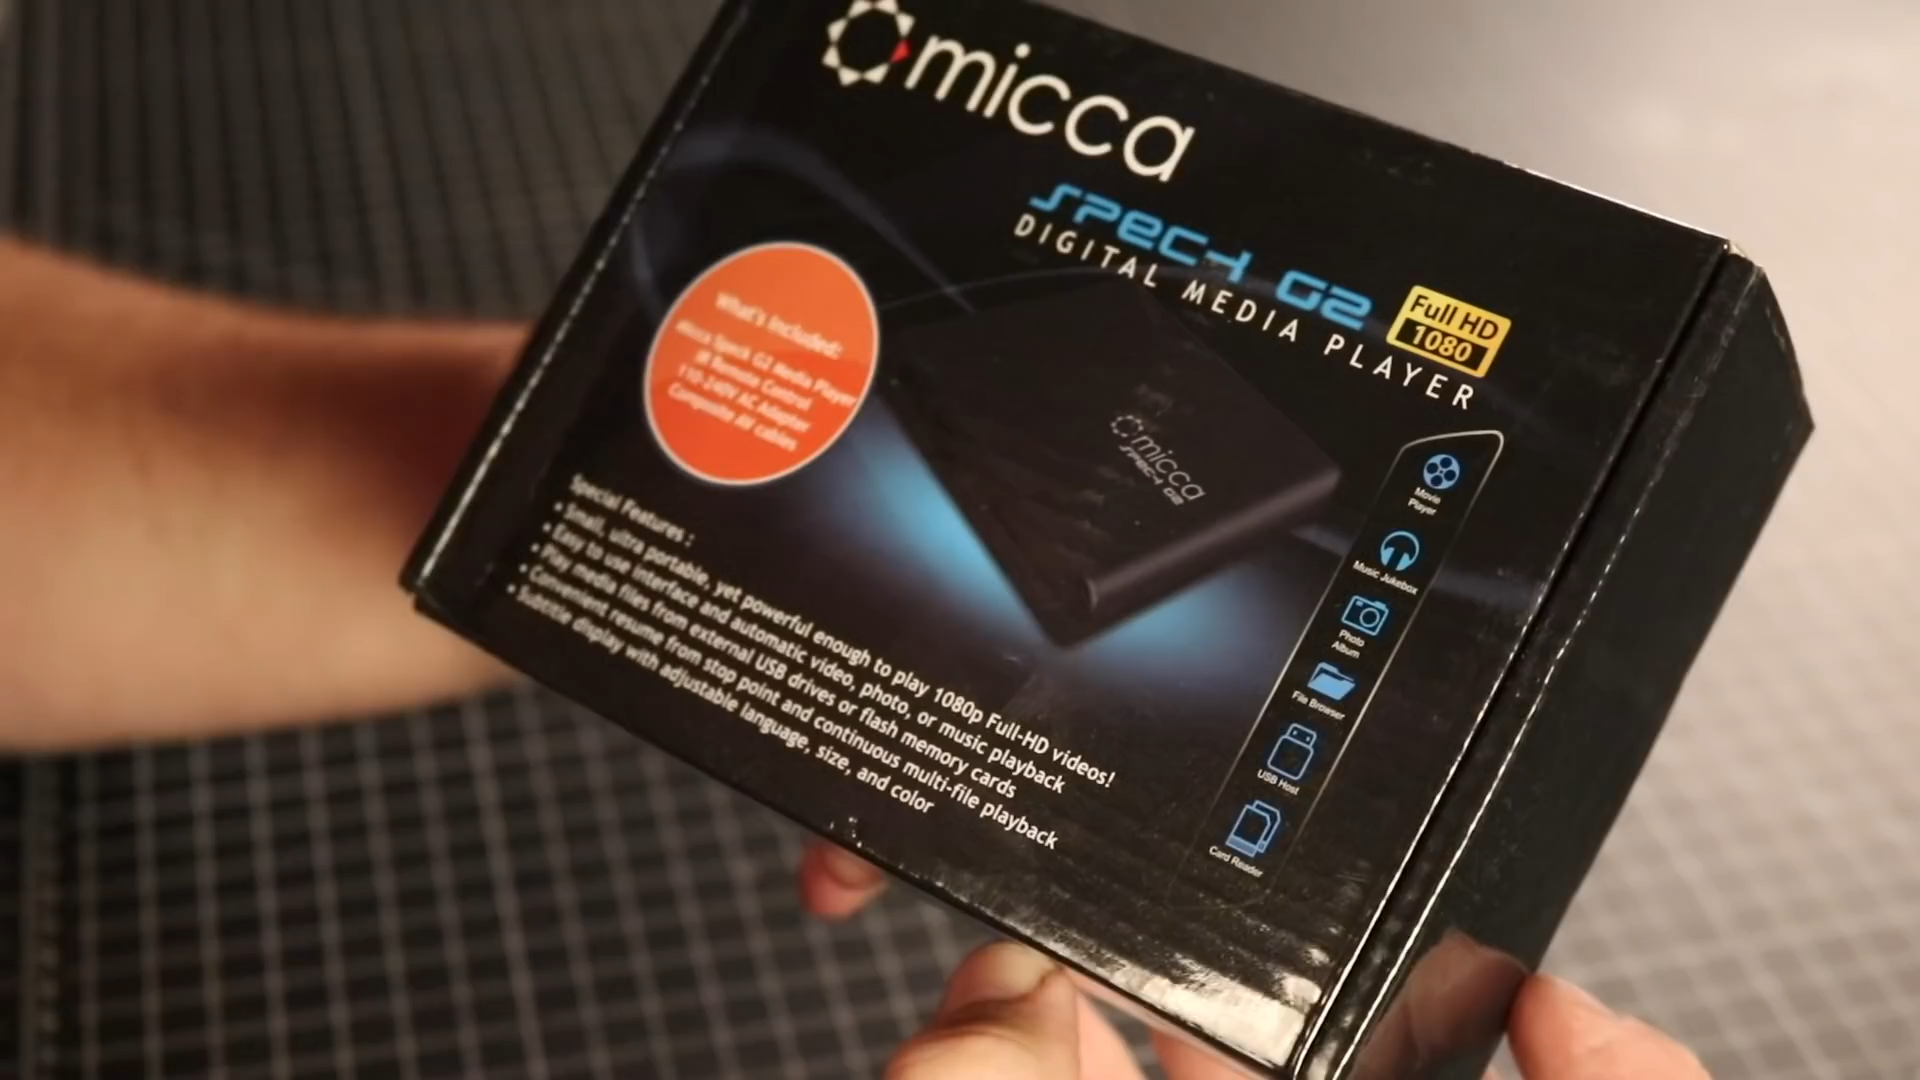 micca
SPECK G2
DIGITAL MEDIA PLAYER
Full HD
1080
What's Included:
Micca Speck G2 Media Player
IR Remote Control
110-240V AC Adapter
Composite AV cables
micca
SPECK G2
Special Features :
• Small, ultra portable, yet powerful enough to play 1080p Full-HD videos!
• Easy to use interface and automatic video, photo, or music playback
• Play media files from external USB drives or flash memory cards
• Convenient resume from stop point and continuous multi-file playback
• Subtitle display with adjustable language, size, and color
Movie
Player
Music Jukebox
Photo
Album
File Browser
USB Host
Card Reader